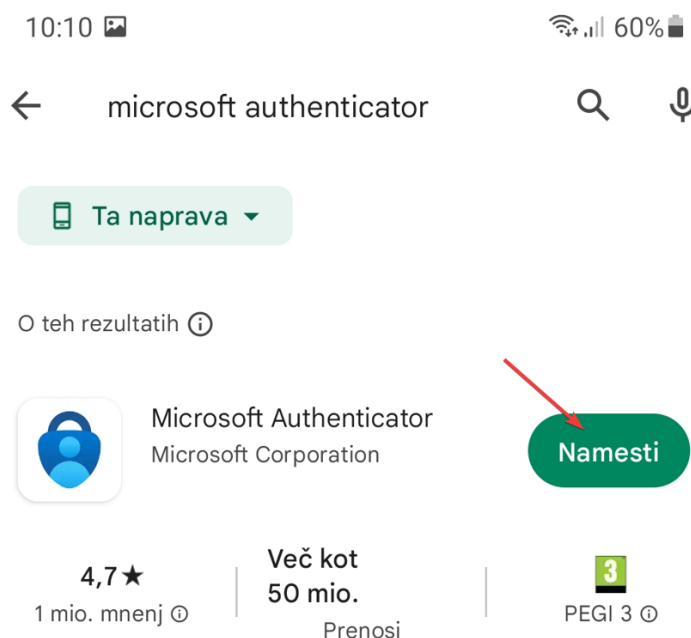 10:10 60%
microsoft authenticator
Ta naprava
O teh rezultatih
Microsoft Authenticator
Microsoft Corporation
Namesti
4,7★
1 mio. mnenj
Več kot
50 mio.
Prenosi
3
PEGI 3